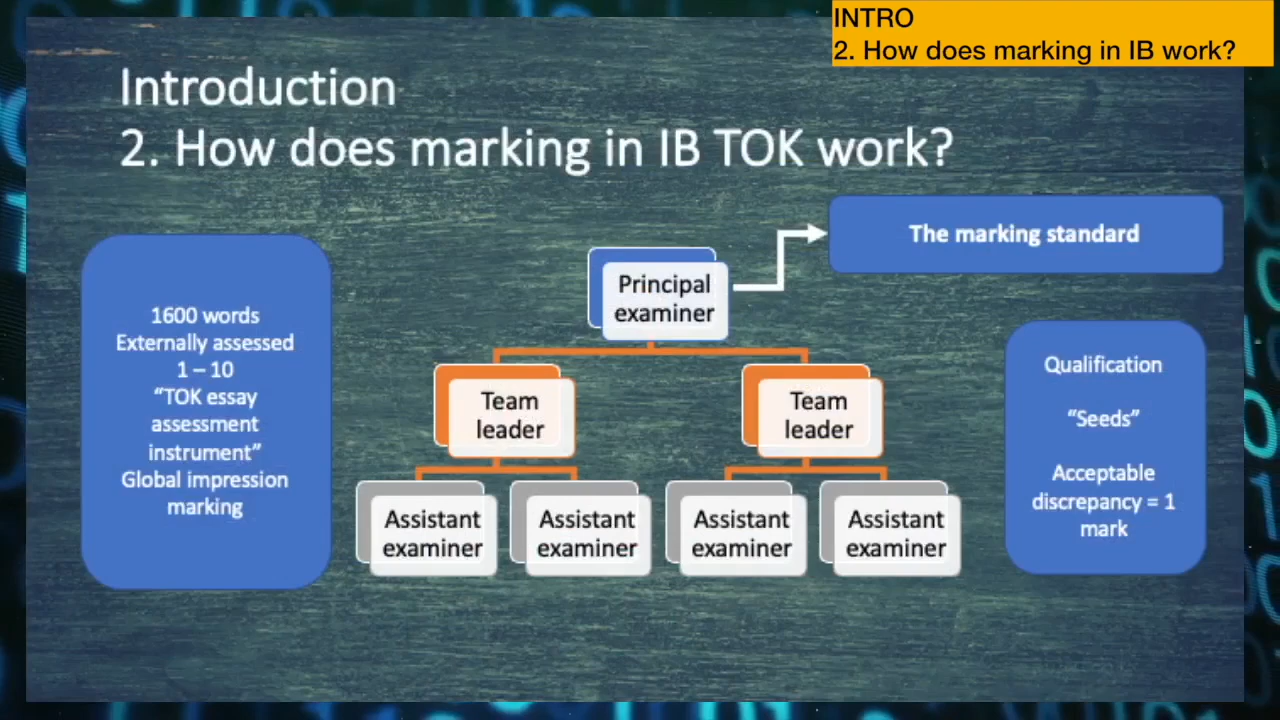 INTRO
2. How does marking in IB work?
Introduction
2. How does marking in IB TOK work?
1600 words
Externally assessed
1 – 10
“TOK essay
assessment
instrument”
Global impression
marking
Principal
examiner
The marking standard
Team
leader
Team
leader
Assistant
examiner
Assistant
examiner
Assistant
examiner
Assistant
examiner
Qualification
“Seeds”
Acceptable
discrepancy = 1
mark